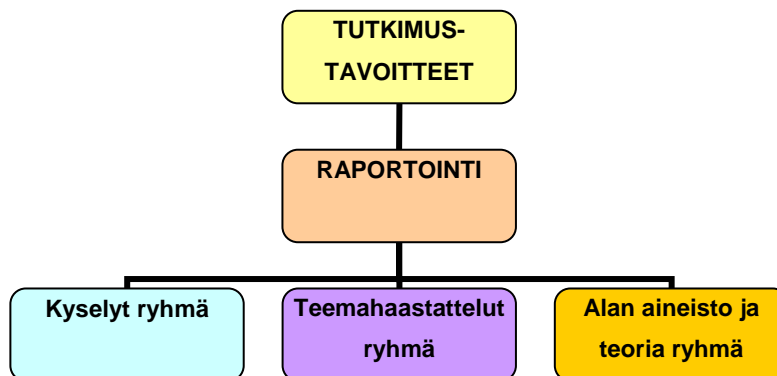 TUTKIMUS-
TAVOITTEET
RAPORTOINTI
Kyselyt ryhmä
Teemahaastattelut
ryhmä
Alan aineisto ja
teoria ryhmä